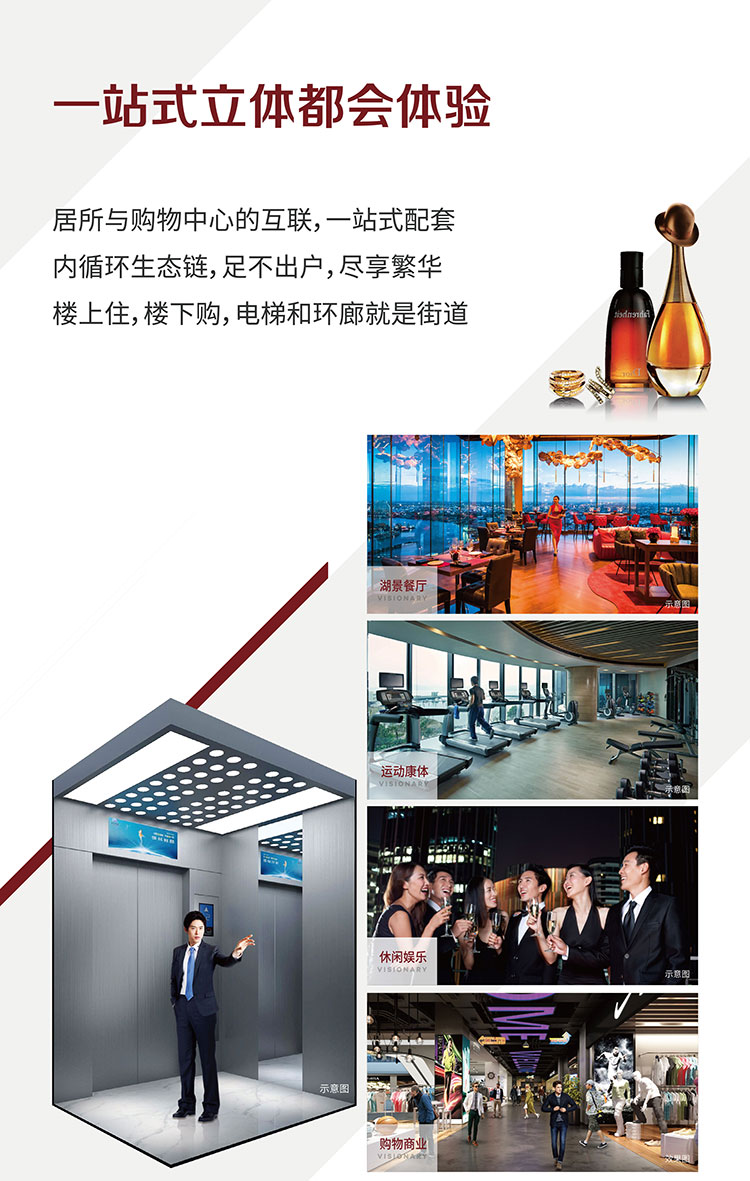 一站式立体都会体验
居所与购物中心的互联，一站式配套
内循环生态链，足不出户，尽享繁华
楼上住，楼下购，电梯和环廊就是街道
Fahrenheit
湖景餐厅
VISIONARY
示意图
运动康体
VISIONARY
示意图
休闲娱乐
VISIONARY
示意图
示意图
购物商业
VISIONARY
效果图